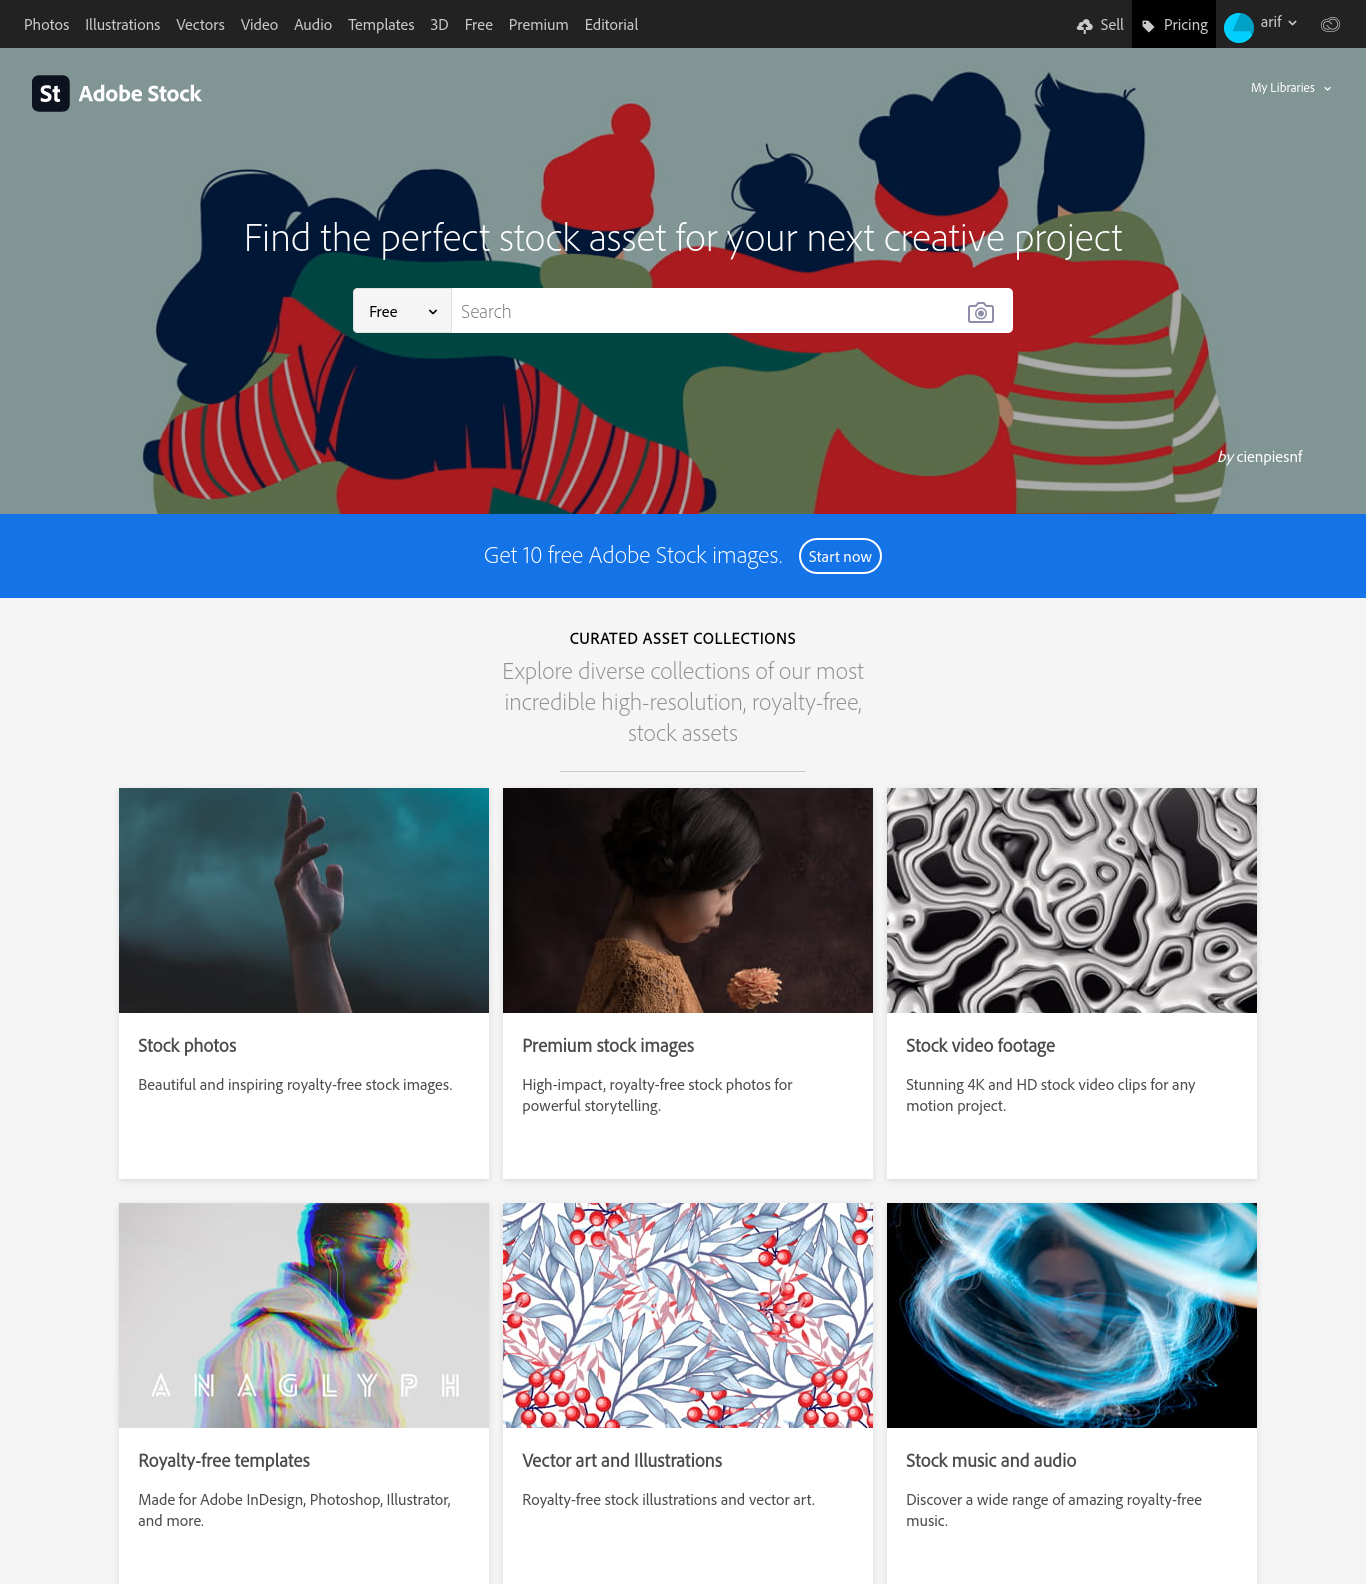 Photos Illustrations Vectors Video Audio Templates 3D Free Premium Editorial Sell Pricing arif
St Adobe Stock
My Libraries
Find the perfect stock asset for your next creative project
Free Search
by cienpiesnf
Get 10 free Adobe Stock images. Start now
CURATED ASSET COLLECTIONS
Explore diverse collections of our most
incredible high-resolution, royalty-free,
stock assets
Stock photos
Beautiful and inspiring royalty-free stock images.
Premium stock images
High-impact, royalty-free stock photos for
powerful storytelling.
Stock video footage
Stunning 4K and HD stock video clips for any
motion project.
ANAGLYPH
Royalty-free templates
Made for Adobe InDesign, Photoshop, Illustrator,
and more.
Vector art and Illustrations
Royalty-free stock illustrations and vector art.
Stock music and audio
Discover a wide range of amazing royalty-free
music.